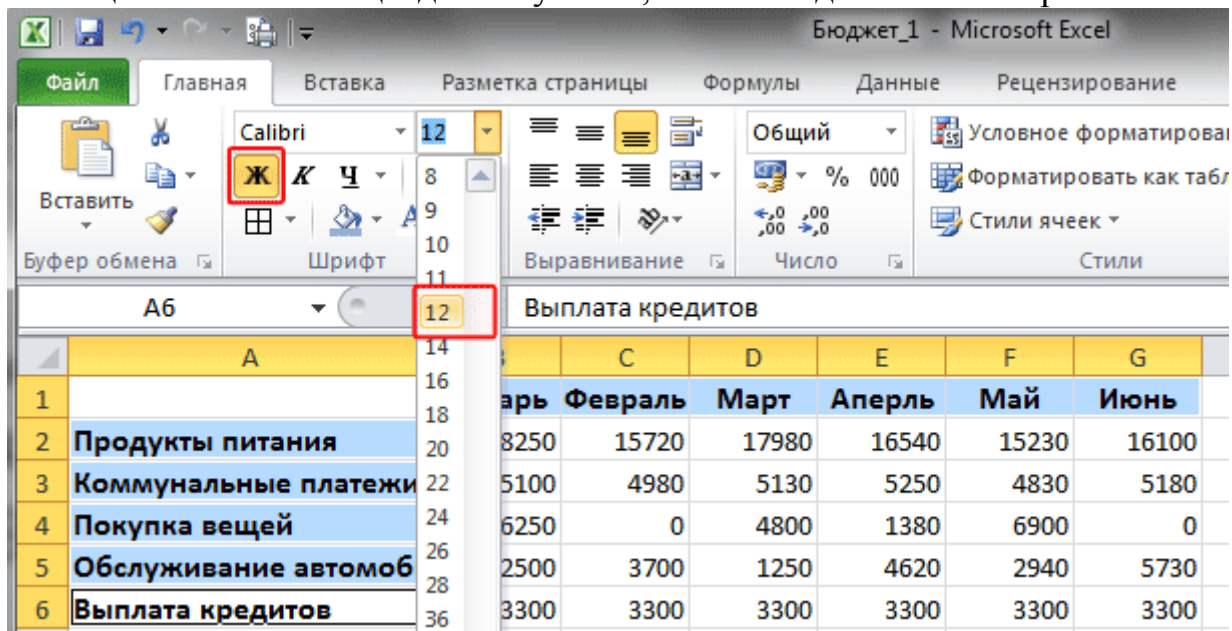 Бюджет_1 - Microsoft Excel
Файл Главная Вставка Разметка страницы Формулы Данные Рецензирование
Вставить
Calibri 12
Ж К Ч
Общий
% 000
Условное
Стили ячеек
Форматировать как
Буфер обмена Шрифт Выравнивание Число Стили
8
9
10
11
12
14
16
18
20
22
24
26
28
36
A6 Выплата кредитов
A C D E F G
1 Февраль Март Аперль Май Июнь
2 Продукты питания 15720 17980 16540 15230 16100
3 Коммунальные платежи 5100 4980 5130 5250 4830 5180
4 Покупка вещей 6250 0 4800 1380 6900 0
5 Обслуживание 2500 3700 1250 4620 2940 5730
6 Выплата кредитов 3300 3300 3300 3300 3300 3300